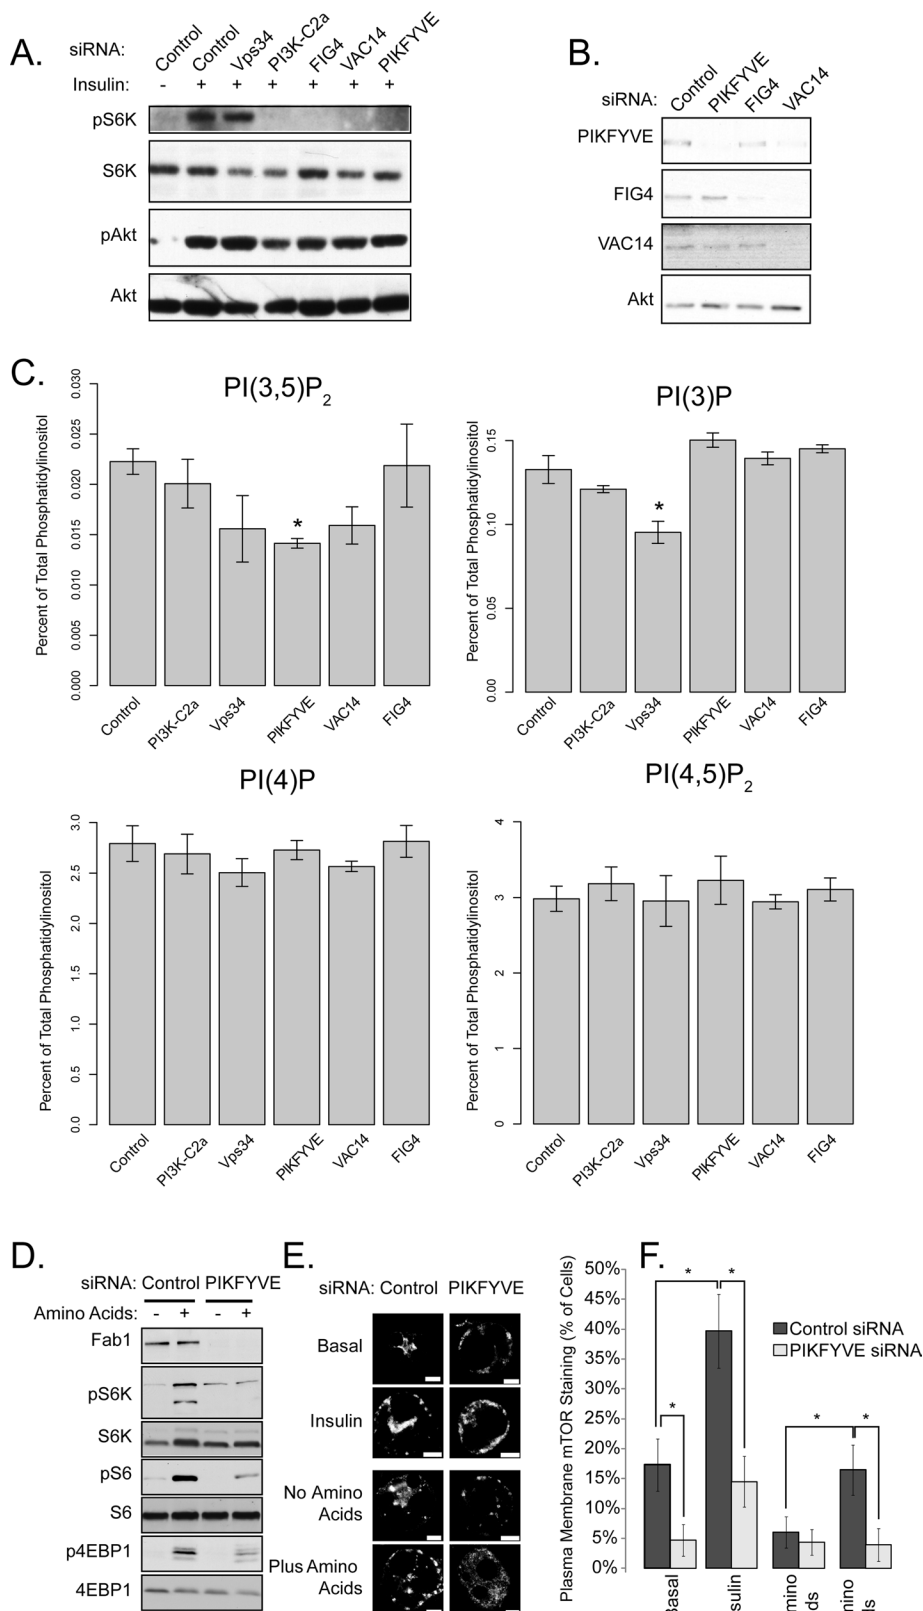 A.
siRNA: Control Control Vps34 PI3K-C2a FIG4 VAC14 PIKFYVE
Insulin: - + + + + + +
pS6K
S6K
pAkt
Akt
B.
siRNA: Control PIKFYVE FIG4 VAC14
PIKFYVE
FIG4
VAC14
Akt
C.
PI(3,5)P2
Percent of Total Phosphatidylinositol
0.030
0.025
0.020
0.015
0.010
0.005
0.000
*
Control PI3K-C2a Vps34 PIKFYVE VAC14 FIG4
PI(3)P
Percent of Total Phosphatidylinositol
0.15
0.10
0.05
0.00
*
Control PI3K-C2a Vps34 PIKFYVE VAC14 FIG4
PI(4)P
Percent of Total Phosphatidylinositol
3.0
2.5
2.0
1.5
1.0
0.5
0.0
Control PI3K-C2a Vps34 PIKFYVE VAC14 FIG4
PI(4,5)P2
Percent of Total Phosphatidylinositol
4
3
2
1
0
Control PI3K-C2a Vps34 PIKFYVE VAC14 FIG4
D.
siRNA: Control PIKFYVE
Amino Acids: - + - +
Fab1
pS6K
S6K
pS6
S6
p4EBP1
4EBP1
E.
siRNA: Control PIKFYVE
Basal
Insulin
No Amino
Acids
Plus Amino
Acids
F.
Plasma Membrane mTOR Staining (% of Cells)
50%
45%
40%
35%
30%
25%
20%
15%
10%
5%
0%
* * * * *
Control siRNA
PIKFYVE siRNA